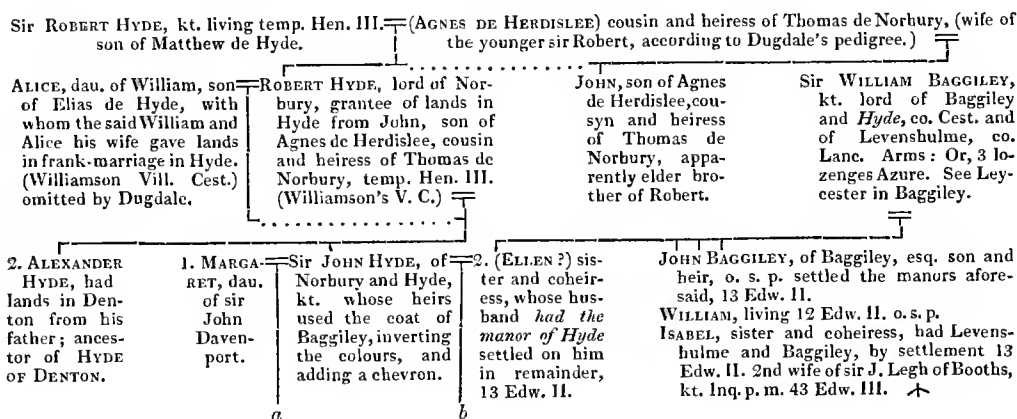 Sir ROBERT HYDE, kt. living temp. Hen. III.
son of Matthew de Hyde.
(AGNES DE HERDISLEE) cousin and heiress of Thomas de Norbury, (wife of
the younger sir Robert, according to Dugdale's pedigree.)
ALICE, dau. of William, son
of Elias de Hyde, with
whom the said William and
Alice his wife gave lands
in frank-marriage in Hyde.
(Williamson Vill. Cest.)
omitted by Dugdale.
ROBERT HYDE, lord of Nor-
bury, grantee of lands in
Hyde from John, son of
Agnes de Herdislee, cousin
and heiress of Thomas de
Norbury, temp. Hen. III.
(Williamson's V. C.)
JOHN, son of Agnes
de Herdislee, cou-
syn and heiress
of Thomas de
Norbury, appa-
rently elder bro-
ther of Robert.
Sir WILLIAM BAGGILEY,
kt. lord of Baggiley
and Hyde, co. Cest. and
of Levenshulme, co.
Lanc. Arms: Or, 3 lo-
zenges Azure. See Ley-
cester in Baggiley.
2. ALEXANDER
HYDE, had
lands in Den-
ton from his
father; ances-
tor of HYDE
OF DENTON.
1. MARGA-
RET, dau.
of sir
John
Daven-
port.
Sir JOHN HYDE, of
Norbury and Hyde,
kt. whose heirs
used the coat of
Baggiley, inverting
the colours, and
adding a chevron.
2. (ELLEN?) sis-
ter and coheir-
ess, whose hus-
band had the
manor of Hyde
settled on him
in remainder,
13 Edw. II.
JOHN BAGGILEY, of Baggiley, esq. son and
heir, o. s. p. settled the manors afore-
said, 13 Edw. II.
WILLIAM, living 12 Edw. II. o. s. p.
ISABEL, sister and coheiress, had Levens-
hulme and Baggiley, by settlement 13
Edw. II. 2nd wife of sir J. Legh of Booths,
kt. Inq. p. m. 43 Edw. III.
a
b